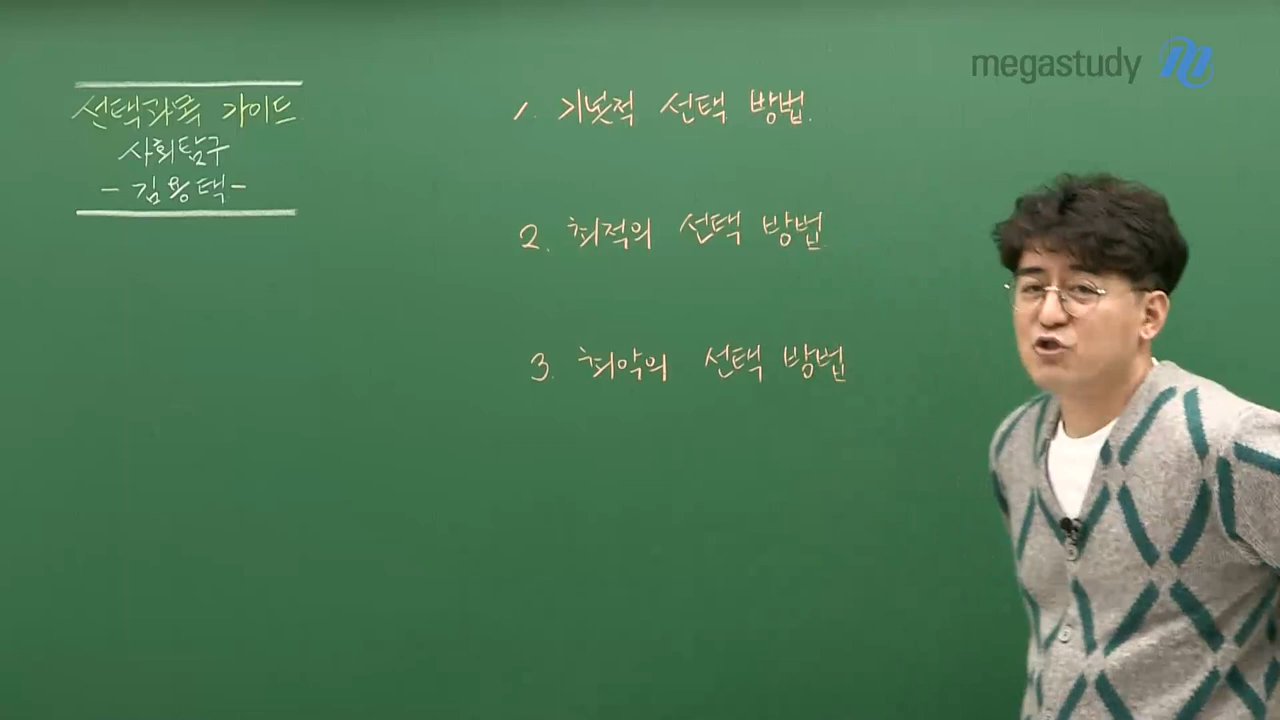 megastudy
선택과목 가이드
사회탐구
- 김용택 -
1. 기본적 선택 방법
2. 최적의 선택 방법
3. 최악의 선택 방법